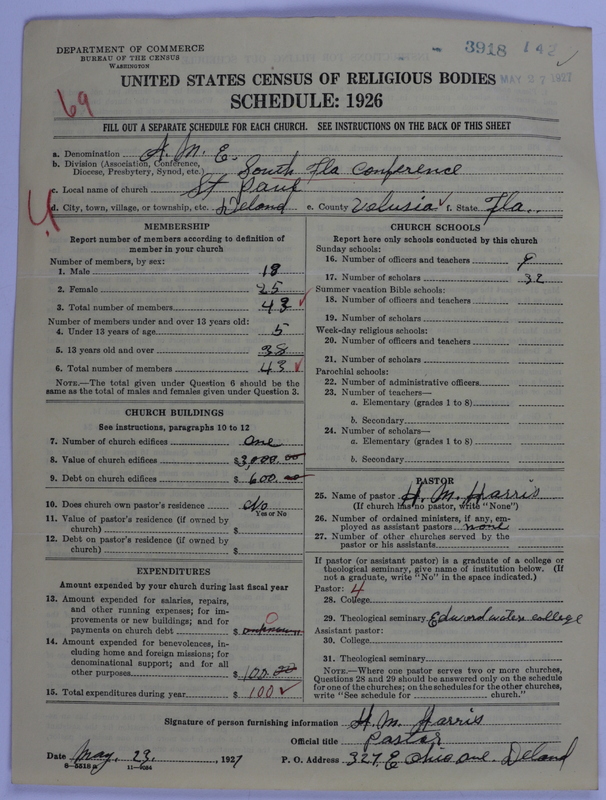 DEPARTMENT OF COMMERCE
BUREAU OF THE CENSUS
WASHINGTON
3918 142
MAY 27 1927
UNITED STATES CENSUS OF RELIGIOUS BODIES
SCHEDULE: 1926
69
FILL OUT A SEPARATE SCHEDULE FOR EACH CHURCH. SEE INSTRUCTIONS ON THE BACK OF THIS SHEET
a. Denomination A. M. E.
b. Division (Association, Conference, Diocese, Presbytery, Synod, etc.) South Fla Conference
c. Local name of church St Paul
d. City, town, village, or township, etc. Deland e. County Volusia ✓ f. State Fla.
4
MEMBERSHIP
Report number of members according to definition of
member in your church
Number of members, by sex:
1. Male 18
2. Female 25
3. Total number of members 43 ✓
Number of members under and over 13 years old:
4. Under 13 years of age 5
5. 13 years old and over 38
6. Total number of members 43 ✓
NOTE.—The total given under Question 6 should be
same as the total of males and females given under Question 3.
CHURCH BUILDINGS
See instructions, paragraphs 10 to 12
7. Number of church edifices one
8. Value of church edifices $3,000.00
9. Debt on church edifices $600.00
10. Does church own pastor's residence No
Yes or No
11. Value of pastor's residence (if owned by
church) $
12. Debt on pastor's residence (if owned by
church) $
EXPENDITURES
Amount expended by your church during last fiscal year
13. Amount expended for salaries, repairs,
and other running expenses; for im-
provements or new buildings; and for
payments on church debt $ 0
14. Amount expended for benevolences, in-
cluding home and foreign missions; for
denominational support; and for all
other purposes $100.00
15. Total expenditures during year $ 100 ✓
CHURCH SCHOOLS
Report here only schools conducted by this church
Sunday schools:
16. Number of officers and teachers
17. Number of scholars 32
Summer vacation Bible schools:
18. Number of officers and teachers
19. Number of scholars
Week-day religious schools:
20. Number of officers and teachers
21. Number of scholars
Parochial schools:
22. Number of administrative officers
23. Number of teachers—
a. Elementary (grades 1 to 8)
b. Secondary
24. Number of scholars—
a. Elementary (grades 1 to 8)
b. Secondary
PASTOR
25. Name of pastor H. M. Harris
(If church has no pastor, write "None")
26. Number of ordained ministers, if any, em-
ployed as assistant pastors none
27. Number of other churches served by the
pastor or his assistants
If pastor (or assistant pastor) is a graduate of a college or
theological seminary, give name of institution below. (If
not a graduate, write "No" in the space indicated.)
Pastor: 4
28. College
29. Theological seminary Edward waters college
Assistant pastor:
30. College
31. Theological seminary
NOTE.—Where one pastor serves two or more churches,
Questions 28 and 29 should be answered only on the schedule
for one of the churches; on the schedules for the other churches,
write "See schedule for church."
Signature of person furnishing information H. M. Harris
Official title Pastor
Date May. 23, 1927 P. O. Address 327 E Ohio ave. Deland
8—5518a 11—9084